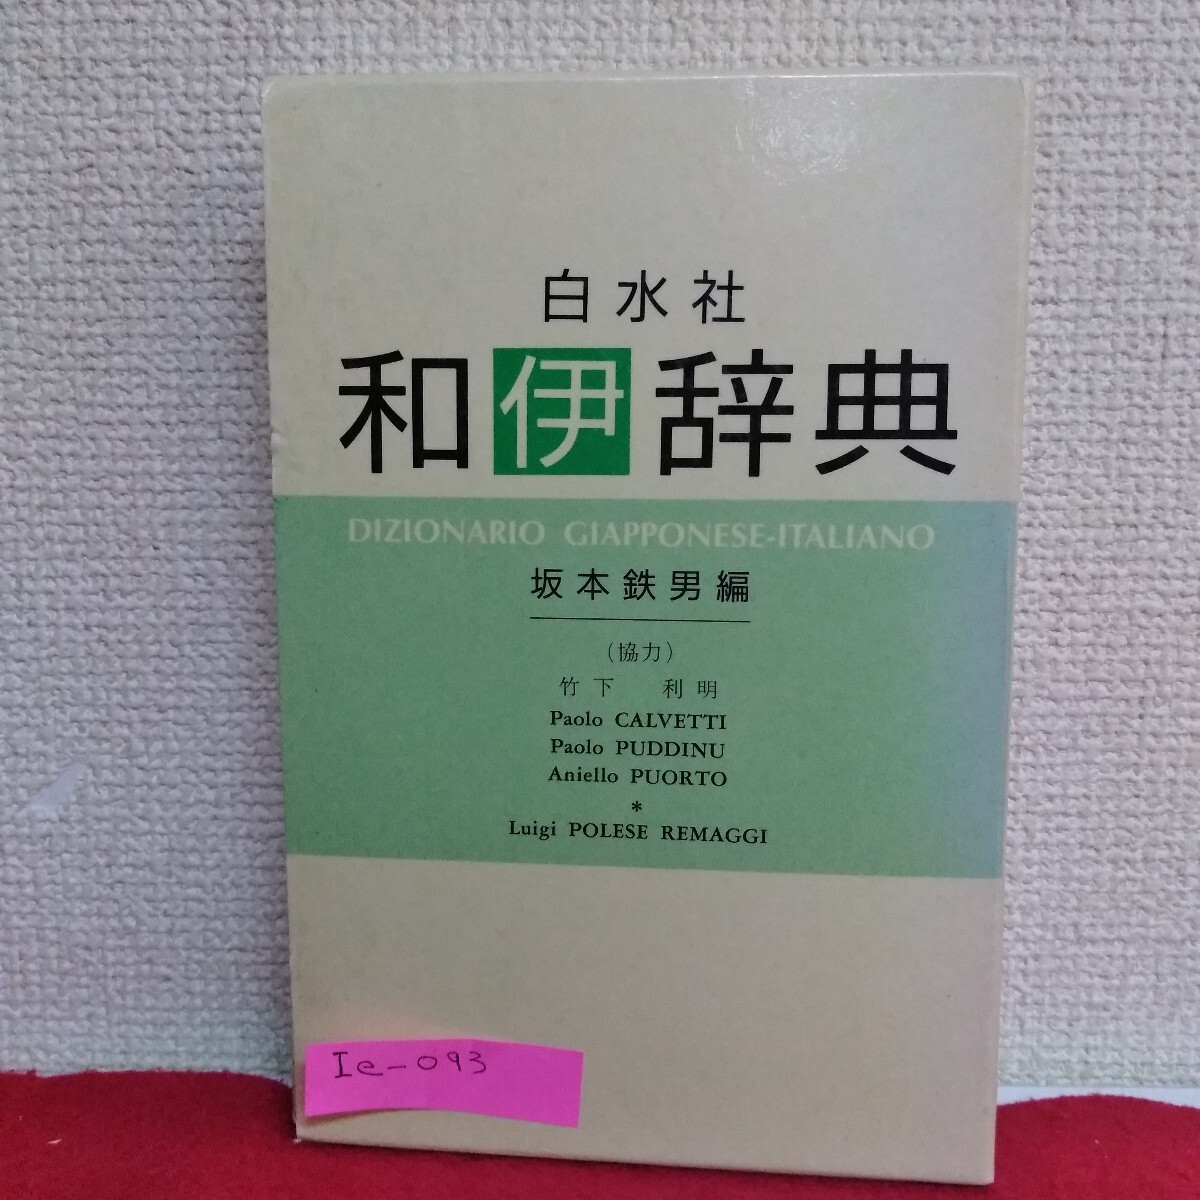 白水社
和伊辞典
DIZIONARIO GIAPPONESE-ITALIANO
坂本鉄男編
(協力)
竹下 利明
Paolo CALVETTI
Paolo PUDDINU
Aniello PUORTO
*
Luigi POLESE REMAGGI
Ie-093